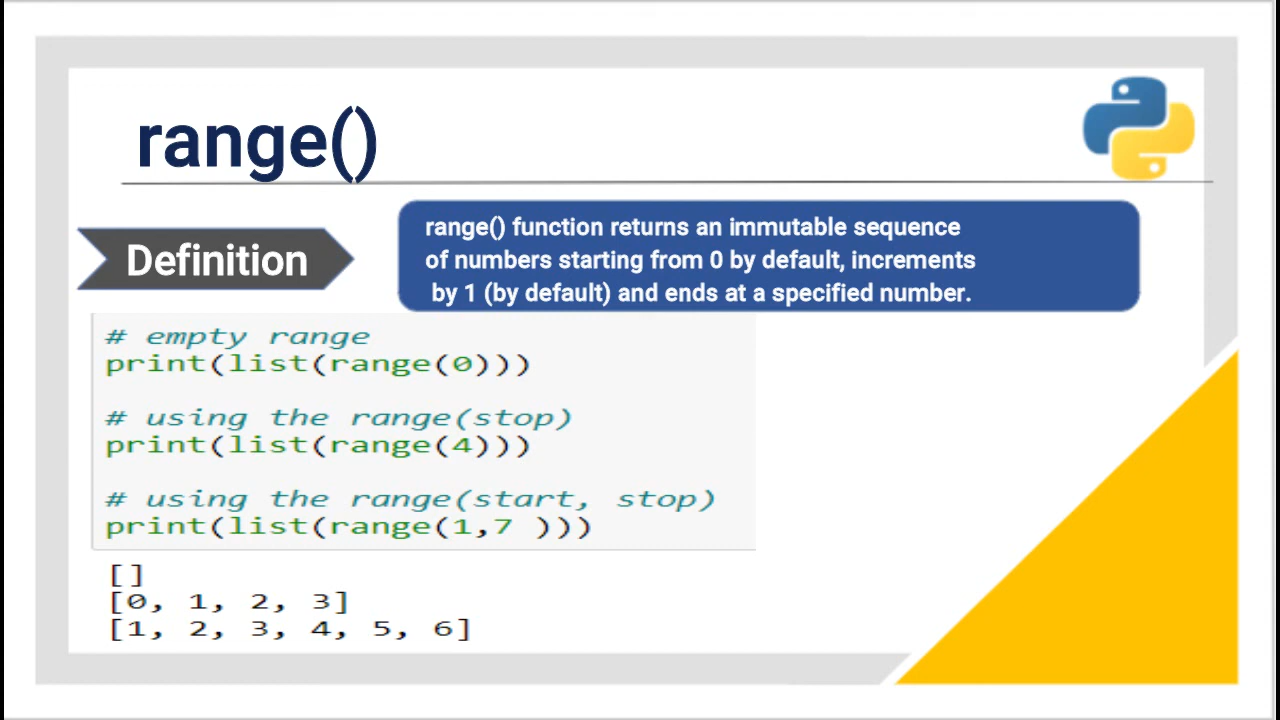 range()
Definition
range() function returns an immutable sequence
of numbers starting from 0 by default, increments
by 1 (by default) and ends at a specified number.
# empty range
print(list(range(0)))
# using the range(stop)
print(list(range(4)))
# using the range(start, stop)
print(list(range(1,7 )))
[]
[0, 1, 2, 3]
[1, 2, 3, 4, 5, 6]